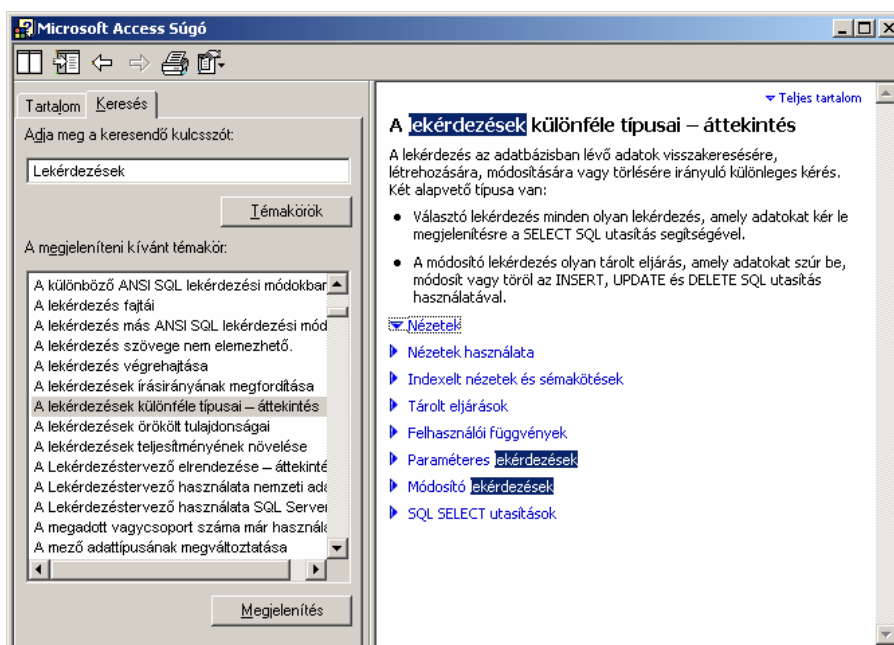 Microsoft Access Súgó
Tartalom Keresés
Adja meg a keresendő kulcsszót:
Lekérdezések
Témakörök
A megjeleníteni kívánt témakör:
A különböző ANSI SQL lekérdezési módokbar
A lekérdezés fajtái
A lekérdezés más ANSI SQL lekérdezési mód
A lekérdezés szövege nem elemezhető.
A lekérdezés végrehajtása
A lekérdezések írásirányának megfordítása
A lekérdezések különféle típusai – áttekintés
A lekérdezések örökölt tulajdonságai
A lekérdezések teljesítményének növelése
A Lekérdezéstervező elrendezése – áttekinté
A Lekérdezéstervező használata nemzeti ada
A Lekérdezéstervező használata SQL Server
A megadott vagycsoport száma már használa
A mező adattípusának megváltoztatása
Megjelenítés
Teljes tartalom
A lekérdezések különféle típusai – áttekintés
A lekérdezés az adatbázisban lévő adatok visszakeresésére,
létrehozására, módosítására vagy törlésére irányuló különleges kérés.
Két alapvető típusa van:
● Választó lekérdezés minden olyan lekérdezés, amely adatokat kér le
megjelenítésre a SELECT SQL utasítás segítségével.
● A módosító lekérdezés olyan tárolt eljárás, amely adatokat szúr be,
módosít vagy töröl az INSERT, UPDATE és DELETE SQL utasítás
használatával.
Nézetek
Nézetek használata
Indexelt nézetek és sémakötések
Tárolt eljárások
Felhasználói függvények
Paraméteres lekérdezések
Módosító lekérdezések
SQL SELECT utasítások